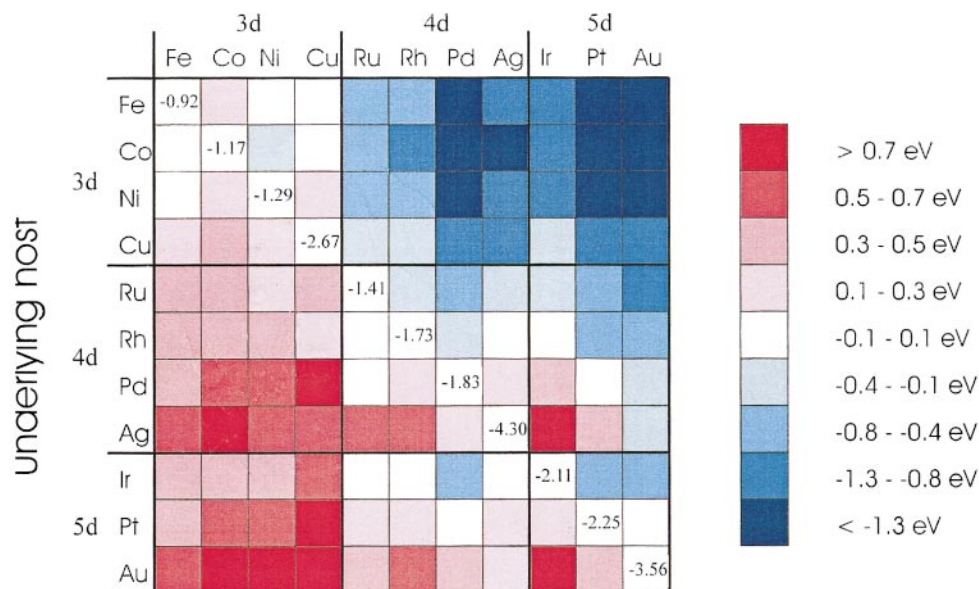 3d 4d 5d
Fe Co Ni Cu Ru Rh Pd Ag Ir Pt Au
Fe -0.92
Co -1.17
3d
Ni -1.29
Cu -2.67
Ru -1.41
Rh -1.73
4d
Pd -1.83
Ag -4.30
Ir -2.11
5d Pt -2.25
Au -3.56
underlying host
> 0.7 eV
0.5 - 0.7 eV
0.3 - 0.5 eV
0.1 - 0.3 eV
-0.1 - 0.1 eV
-0.4 - -0.1 eV
-0.8 - -0.4 eV
-1.3 - -0.8 eV
< -1.3 eV